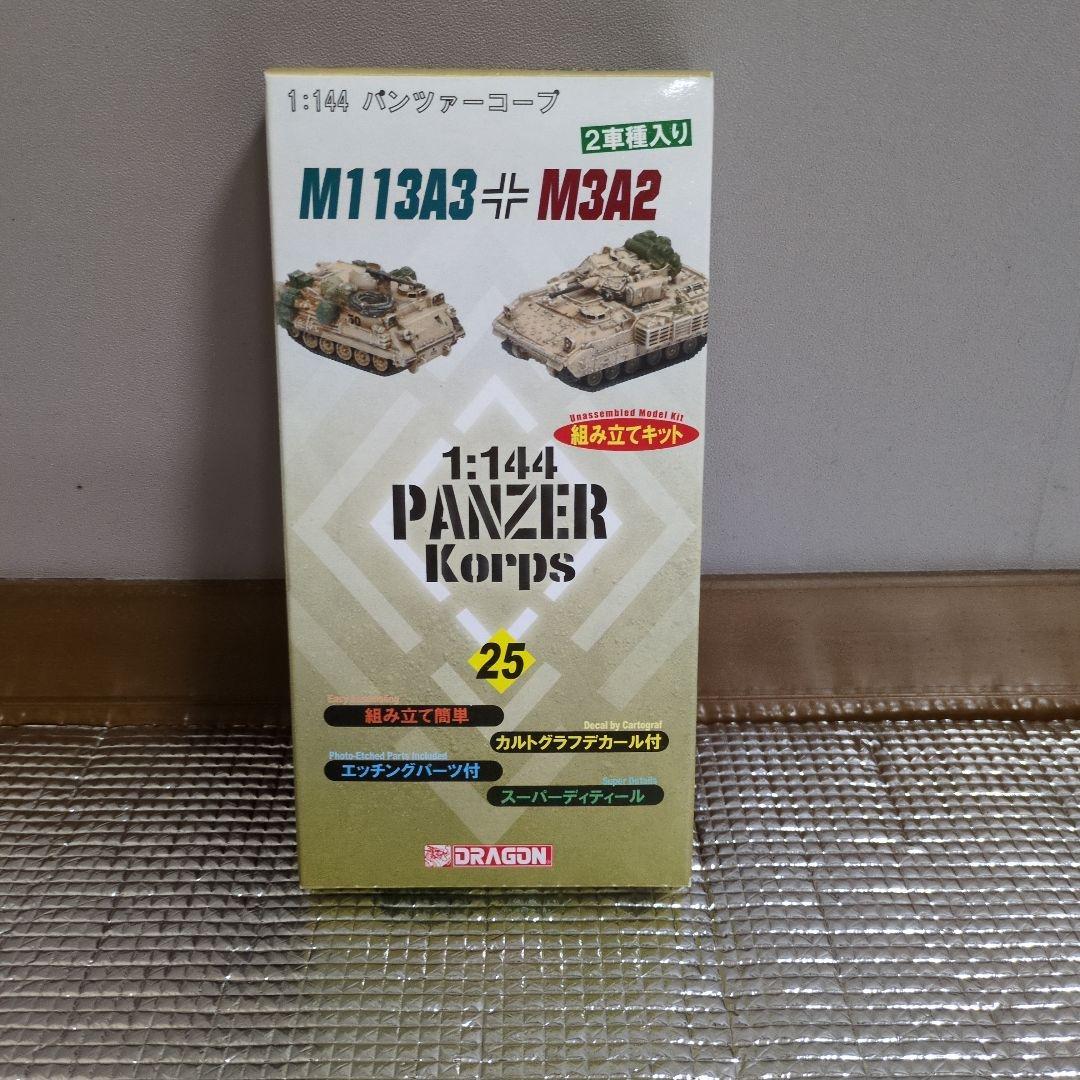 1:144 パンツァーコープ
2車種入り
M113A3 M3A2
Unassembled Model Kit
組み立てキット
1:144
PANZER
Korps
25
組み立て簡単
Decal by Cartograf
カルトグラフデカール付
Photo-Etched Parts Included
エッチングパーツ付
Super Details
スーパーディティール
DRAGON